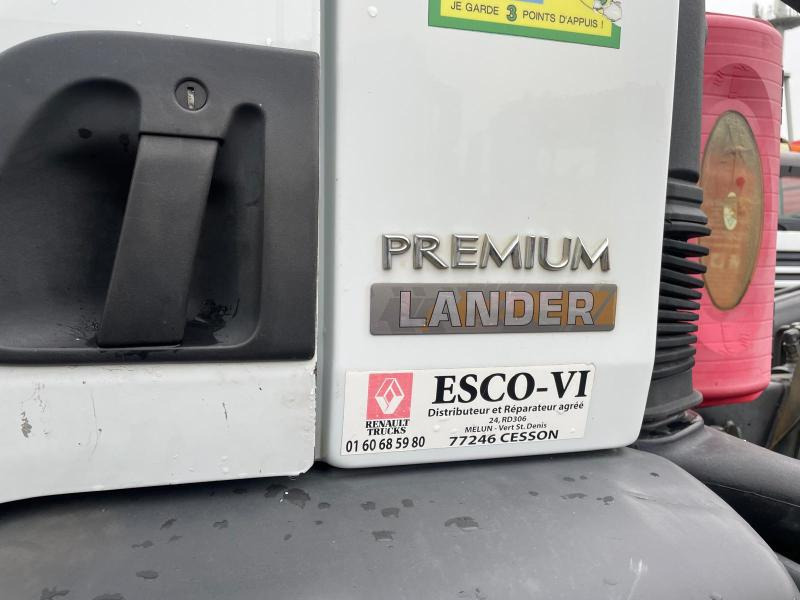 JE GARDE 3 POINTS D'APPUIS !
PREMIUM
LANDER
RENAULT
TRUCKS
01 60 68 59 80
ESCO-VI
Distributeur et Réparateur agréé
24, RD306
MELUN - Vert St. Denis
77246 CESSON